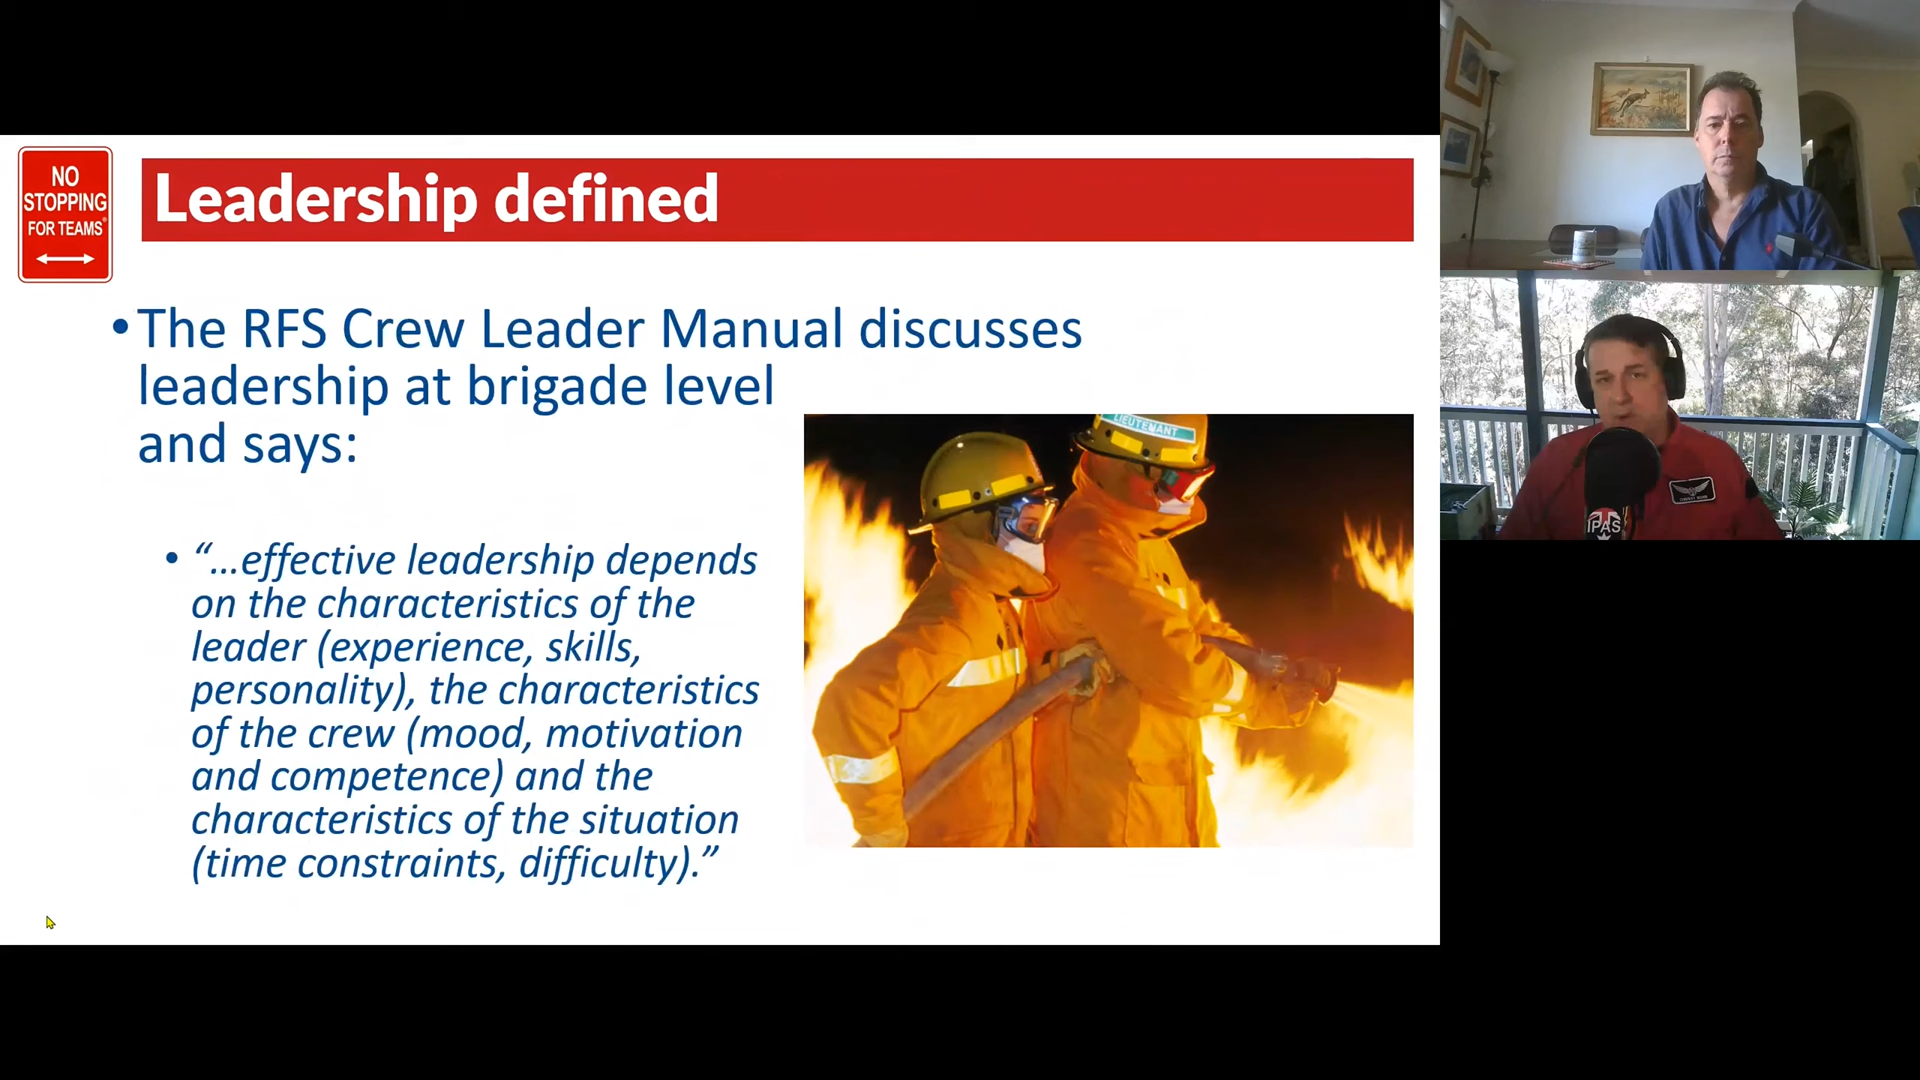 NO
STOPPING
FOR TEAMS®
Leadership defined
•The RFS Crew Leader Manual discusses
leadership at brigade level
and says:
LIEUTENANT
• “…effective leadership depends
on the characteristics of the
leader (experience, skills,
personality), the characteristics
of the crew (mood, motivation
and competence) and the
characteristics of the situation
(time constraints, difficulty).”
IPAS